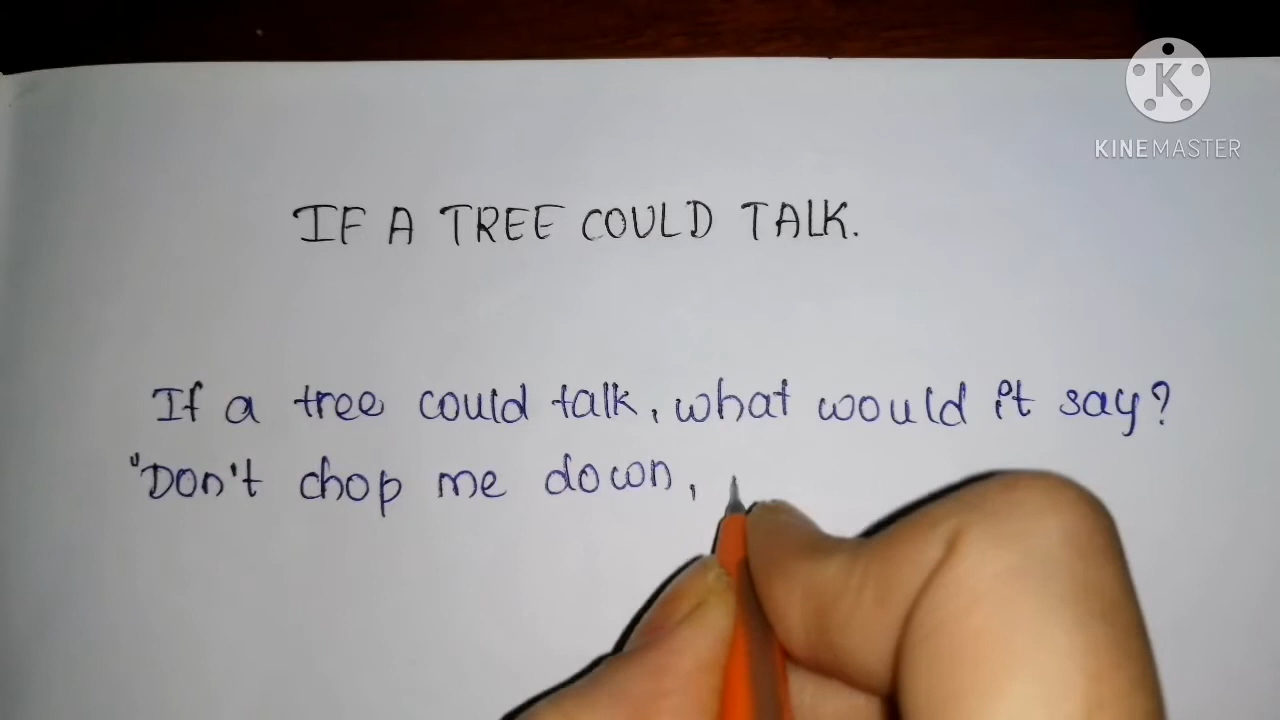 K
KINEMASTER
IF A TREE COULD TALK.
If a tree could talk, what would it say?
"Don't chop me down,